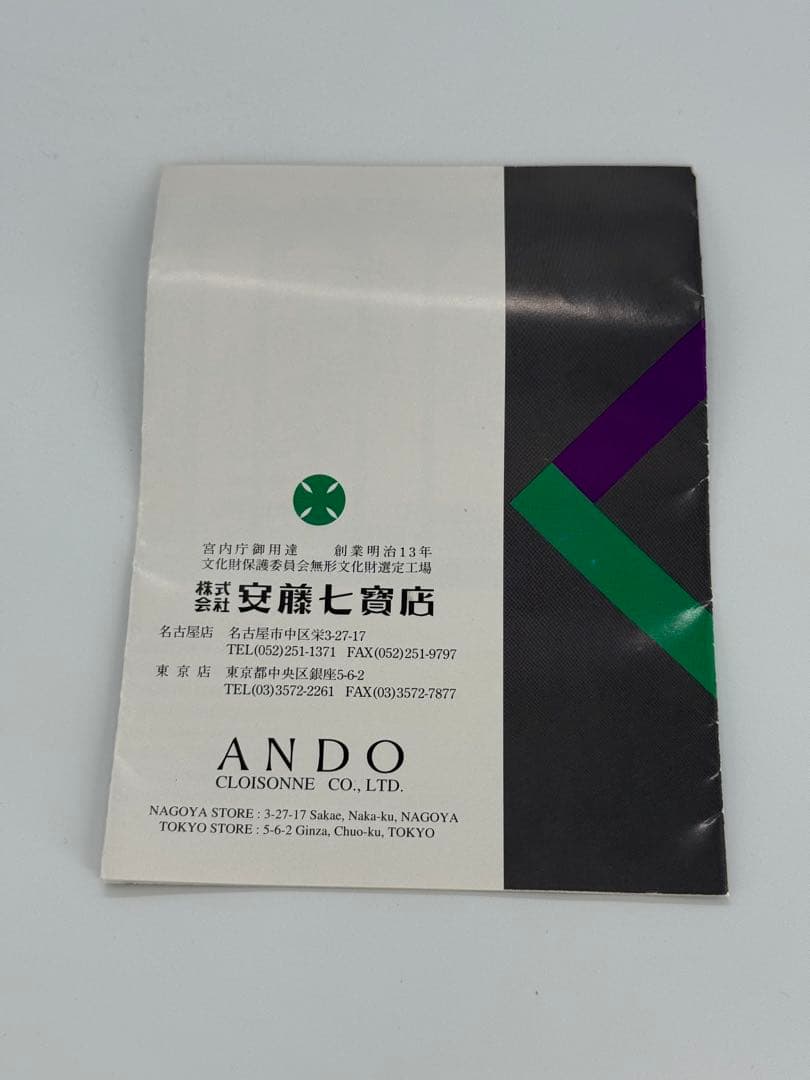 宮内庁御用達　創業明治13年
文化財保護委員会無形文化財選定工場
株式会社 安藤七寳店
名古屋店　名古屋市中区栄3-27-17
TEL(052)251-1371　FAX(052)251-9797
東京店　東京都中央区銀座5-6-2
TEL(03)3572-2261　FAX(03)3572-7877
ANDO
CLOISONNE CO., LTD.
NAGOYA STORE : 3-27-17 Sakae, Naka-ku, NAGOYA
TOKYO STORE : 5-6-2 Ginza, Chuo-ku, TOKYO